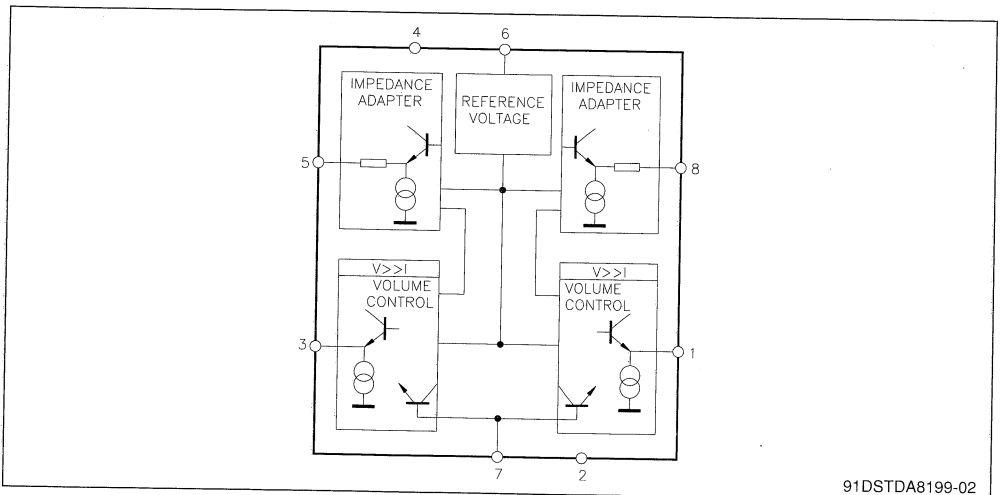 4
6
IMPEDANCE
ADAPTER
REFERENCE
VOLTAGE
IMPEDANCE
ADAPTER
5
8
V>>I
VOLUME
CONTROL
V>>I
VOLUME
CONTROL
3
1
7
2
91DSTDA8199-02